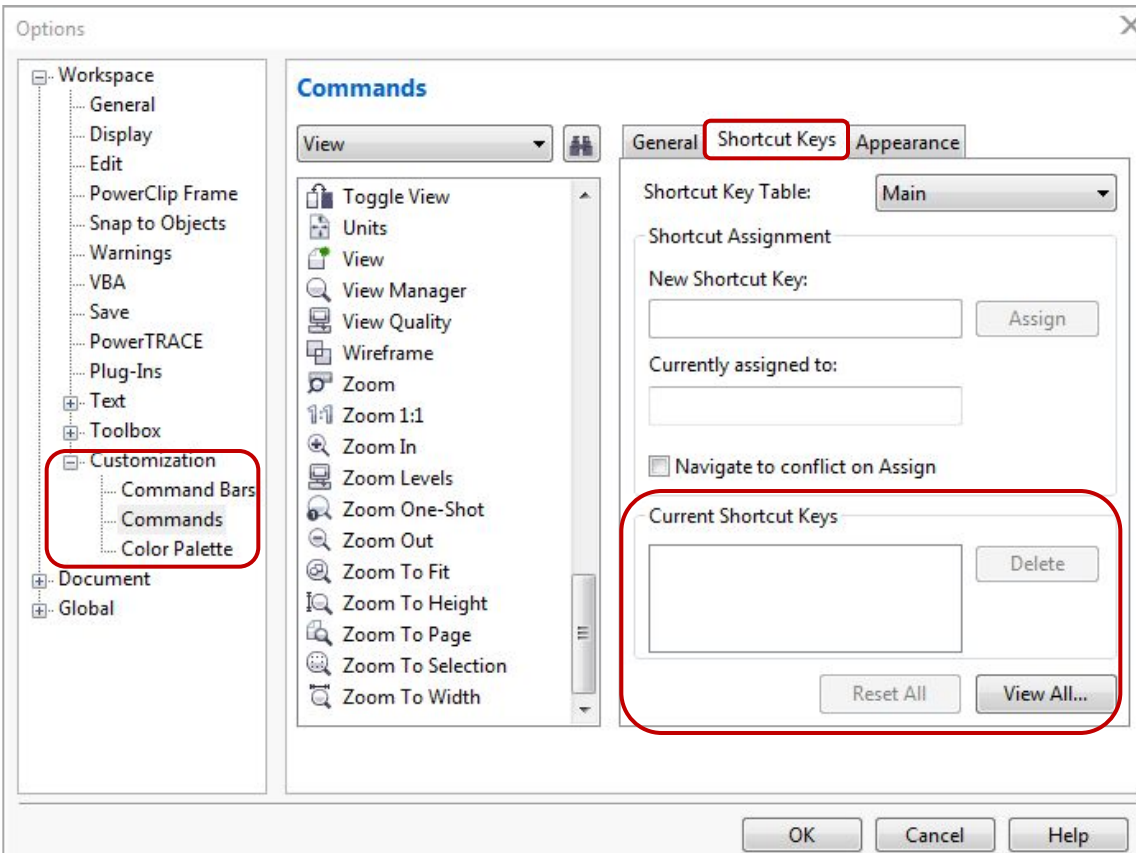 Options
Workspace
General
Display
Edit
PowerClip Frame
Snap to Objects
Warnings
VBA
Save
PowerTRACE
Plug-Ins
Text
Toolbox
Customization
Command Bars
Commands
Color Palette
Document
Global
Commands
View
Toggle View
Units
View
View Manager
View Quality
Wireframe
Zoom
1:1 Zoom 1:1
Zoom In
Zoom Levels
Zoom One-Shot
Zoom Out
Zoom To Fit
Zoom To Height
Zoom To Page
Zoom To Selection
Zoom To Width
General Shortcut Keys Appearance
Shortcut Key Table: Main
Shortcut Assignment
New Shortcut Key:
Assign
Currently assigned to:
Navigate to conflict on Assign
Current Shortcut Keys
Delete
Reset All View All...
OK Cancel Help